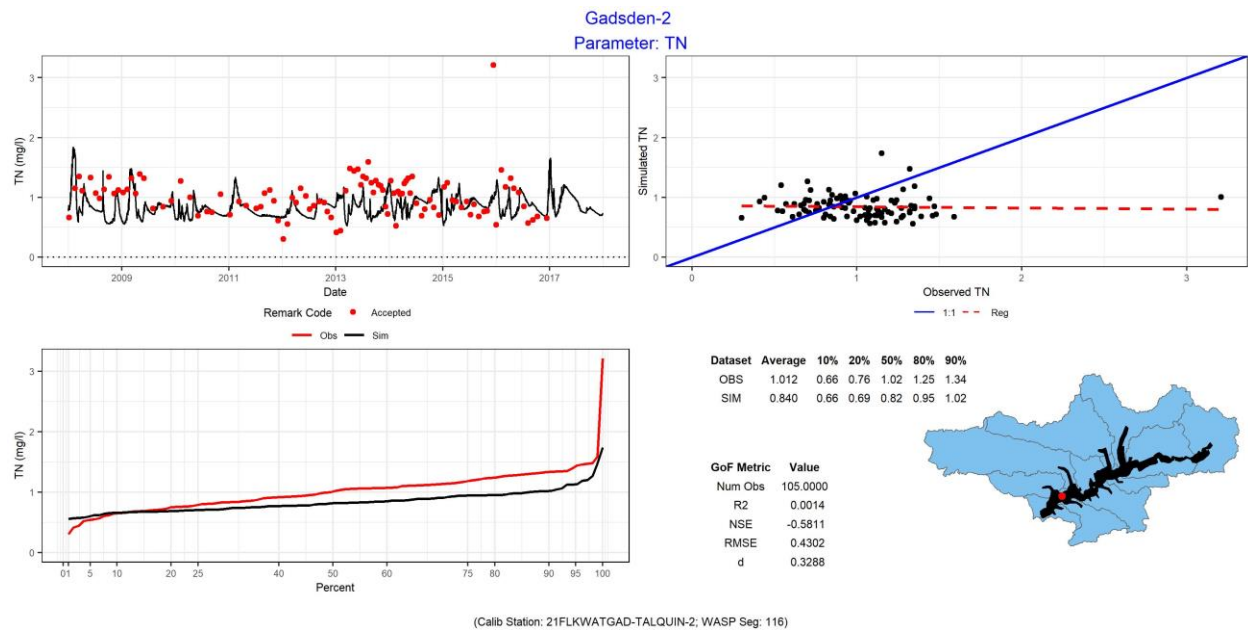 Gadsden-2
Parameter: TN
3
2
1
0
TN (mg/l)
2009
2011
2013
2015
2017
Date
Remark Code
Accepted
Obs
Sim
3
2
1
0
Simulated TN
0
1
2
3
Observed TN
1:1
Reg
3
2
1
0
TN (mg/l)
01
5
10
20
25
40
50
60
75
80
90
95
100
Percent
Dataset Average 10% 20% 50% 80% 90%
OBS 1.012 0.66 0.76 1.02 1.25 1.34
SIM 0.840 0.66 0.69 0.82 0.95 1.02
GoF Metric Value
Num Obs 105.0000
R2 0.0014
NSE -0.5811
RMSE 0.4302
d 0.3288
(Calib Station: 21FLKWATGAD-TALQUIN-2; WASP Seg: 116)